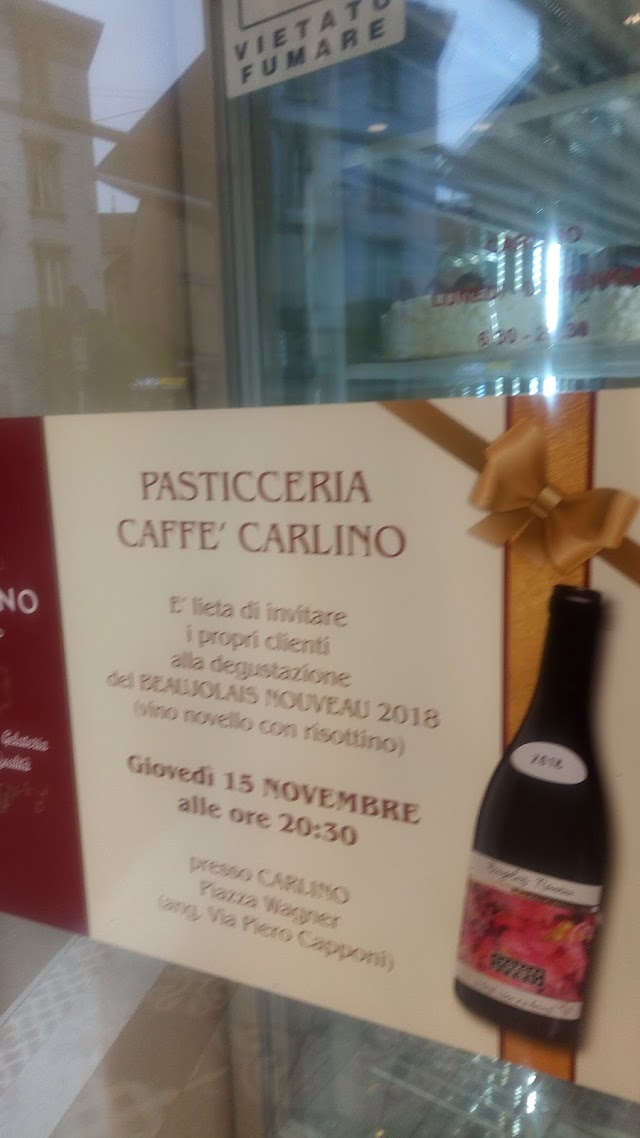 VIETATO
FUMARE
PASTICCERIA
CAFFE' CARLINO
E' lieta di invitare
i propri clienti
alla degustazione
del BEAUJOLAIS NOUVEAU 2018
(vino novello con risottino)
Giovedì 15 NOVEMBRE
alle ore 20:30
presso CARLINO
Piazza Wagner
(ang. Via Piero Capponi)
NO
2018